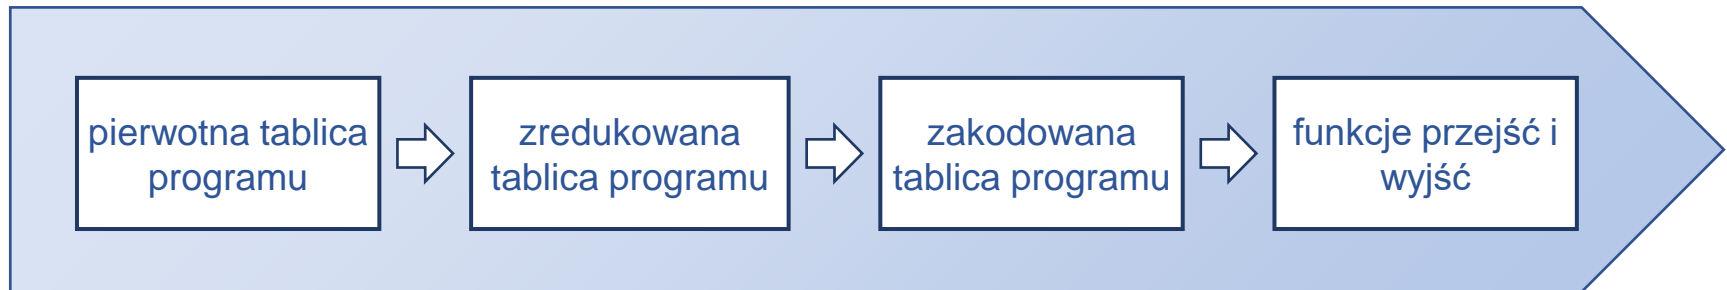 pierwotna tablica
programu
zredukowana
tablica programu
zakodowana
tablica programu
funkcje przejść i
wyjść